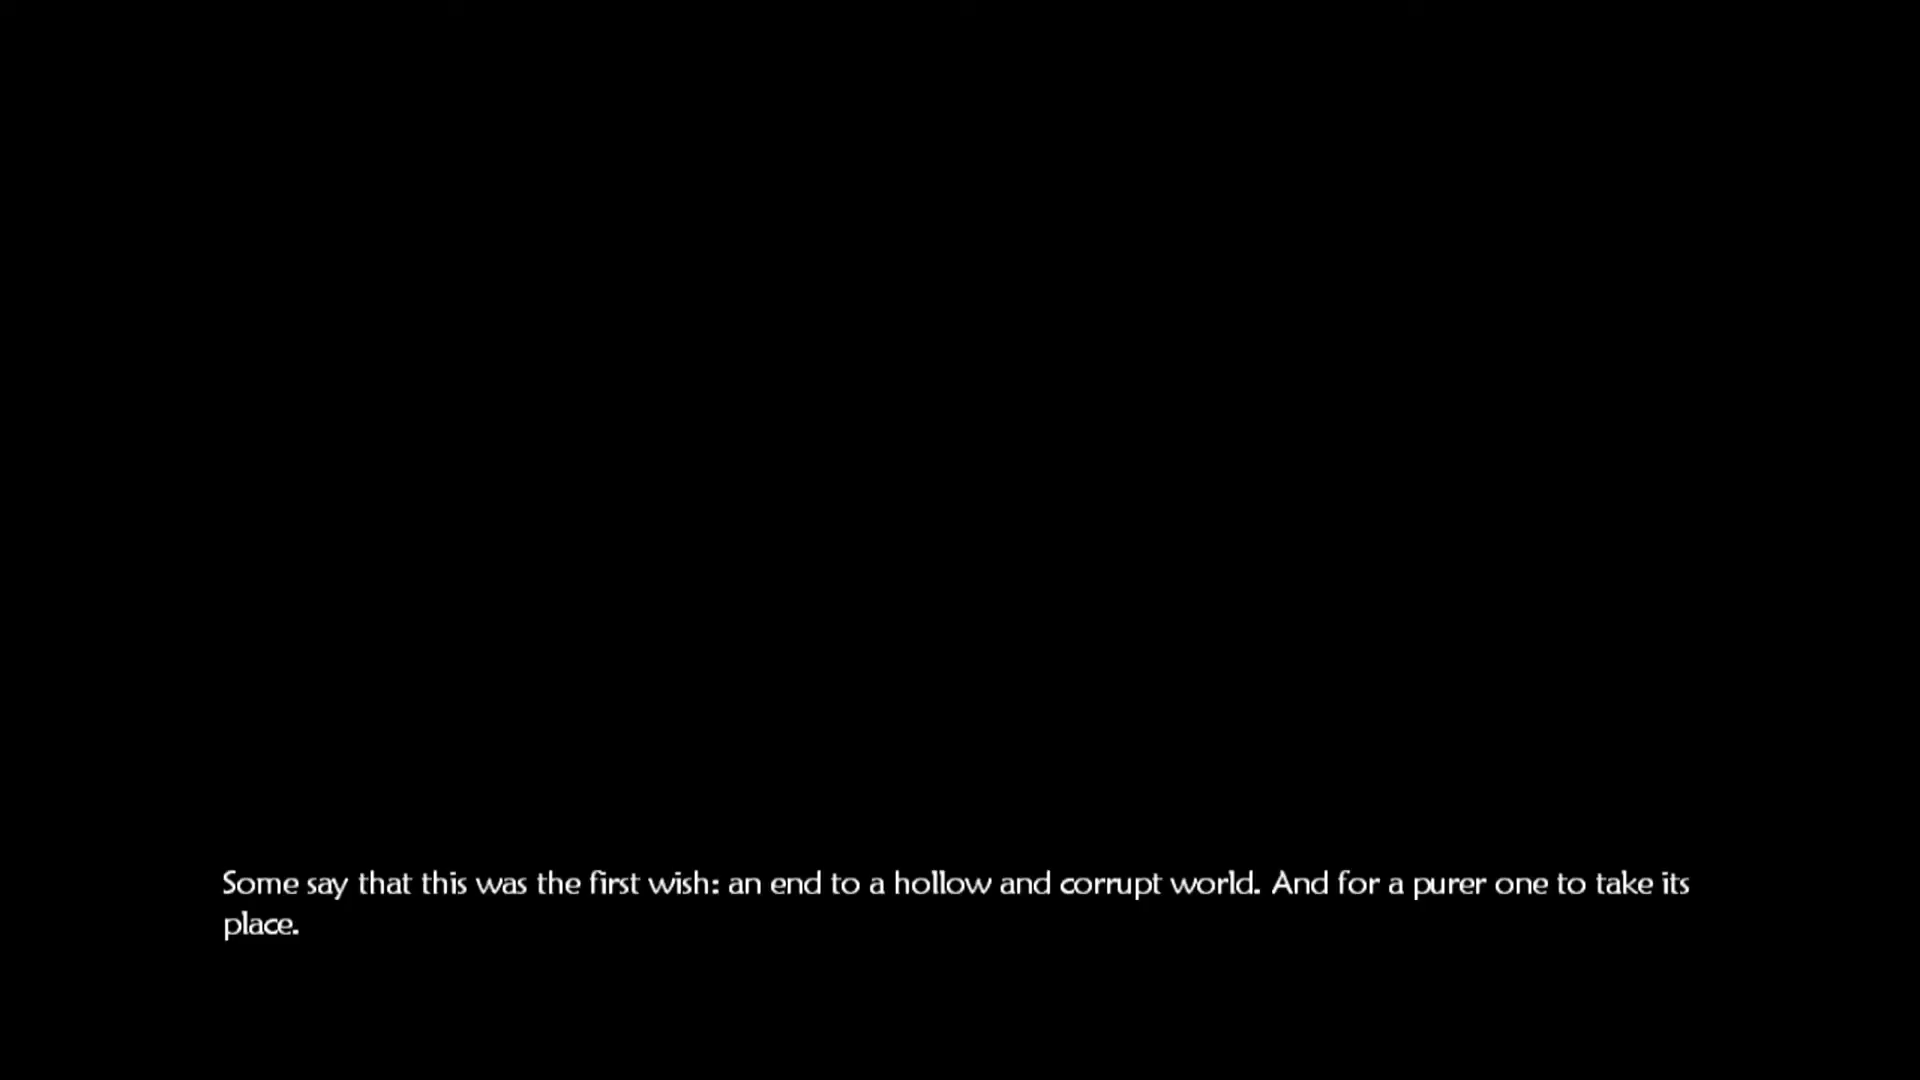 Some say that this was the first wish: an end to a hollow and corrupt world. And for a purer one to take its
place.